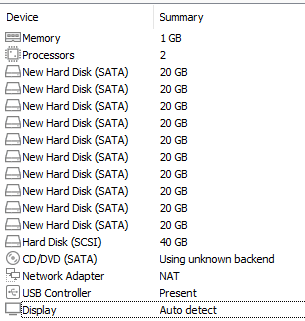 Device Summary
Memory 1 GB
Processors 2
New Hard Disk (SATA) 20 GB
New Hard Disk (SATA) 20 GB
New Hard Disk (SATA) 20 GB
New Hard Disk (SATA) 20 GB
New Hard Disk (SATA) 20 GB
New Hard Disk (SATA) 20 GB
New Hard Disk (SATA) 20 GB
New Hard Disk (SATA) 20 GB
New Hard Disk (SATA) 20 GB
New Hard Disk (SATA) 20 GB
Hard Disk (SCSI) 40 GB
CD/DVD (SATA) Using unknown backend
Network Adapter NAT
USB Controller Present
Display Auto detect